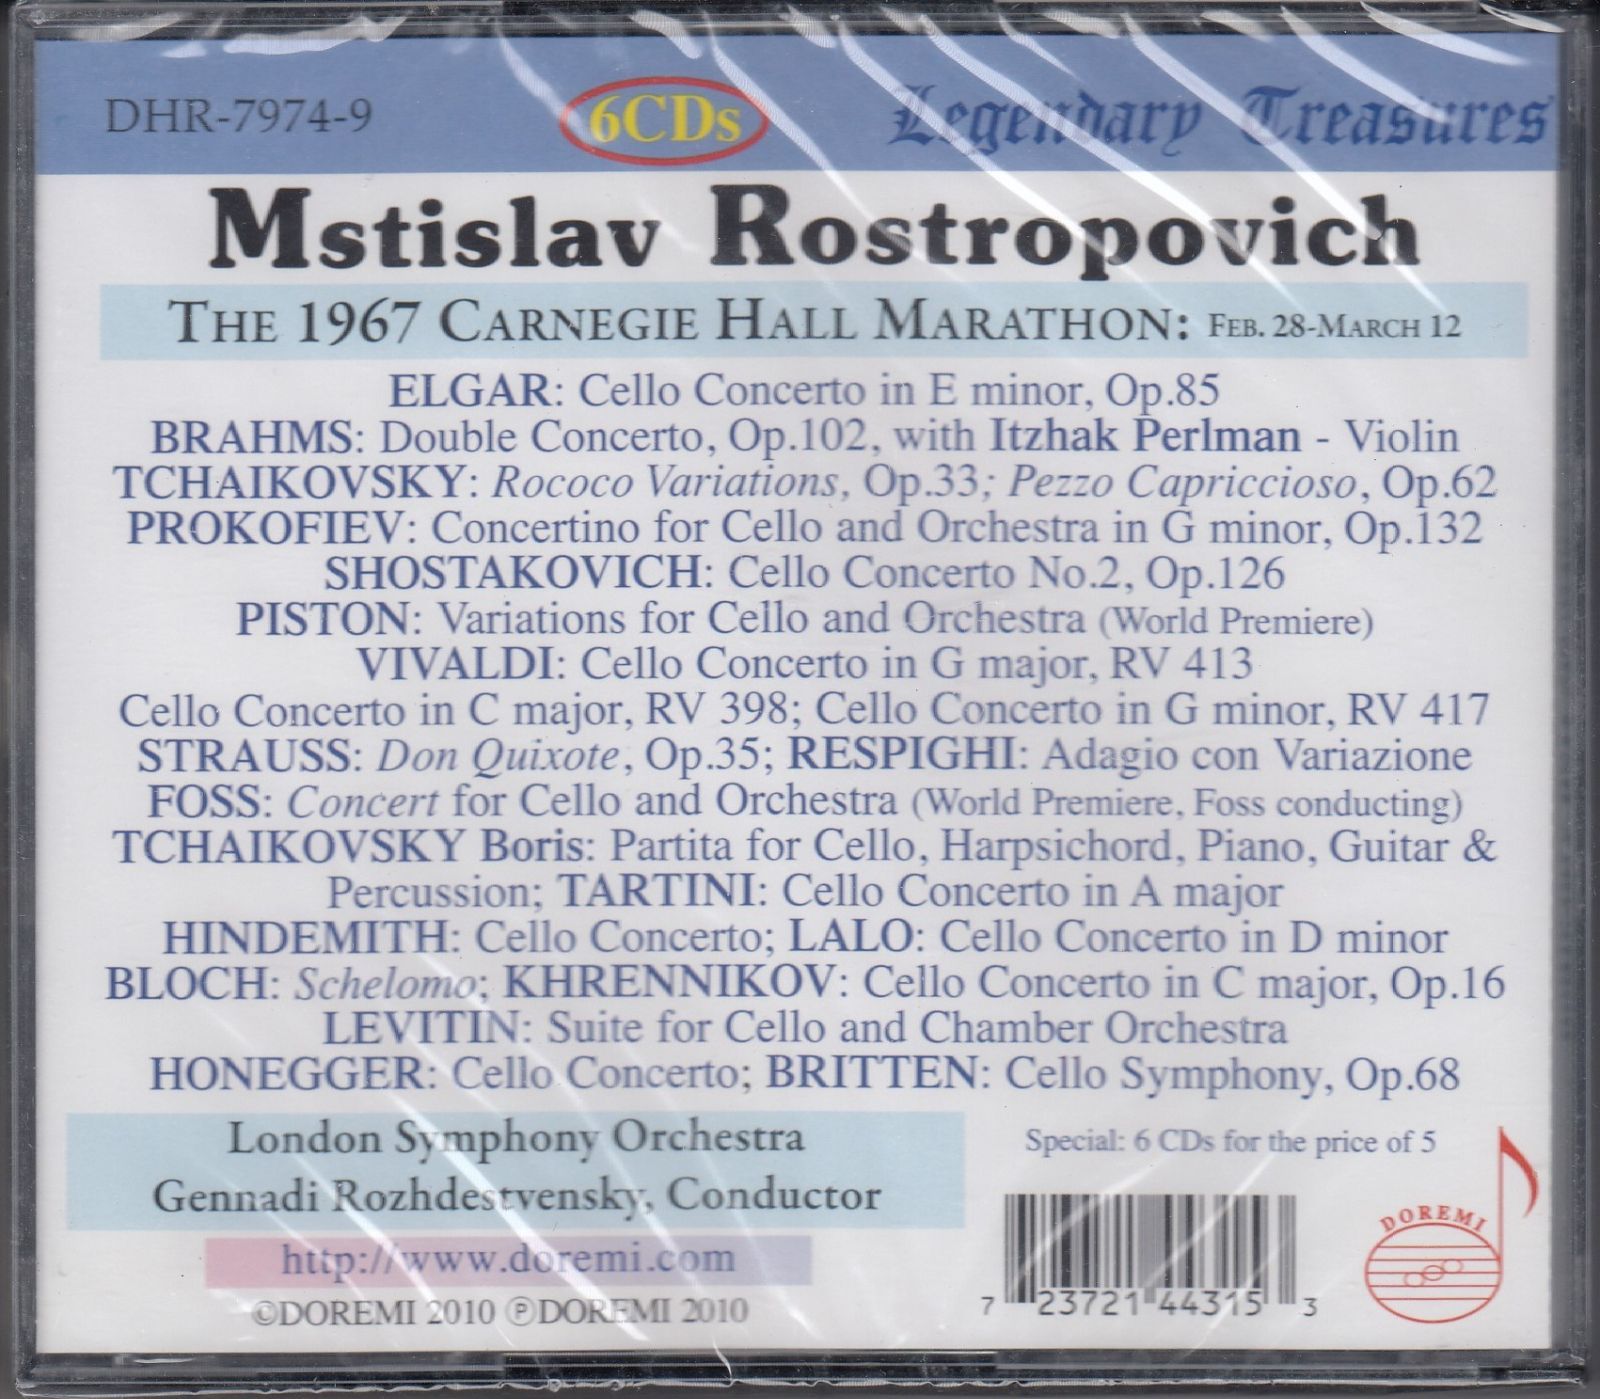 DHR-7974-9 6CDs Legendary Treasures
Mstislav Rostropovich
THE 1967 CARNEGIE HALL MARATHON: FEB. 28-MARCH 12
ELGAR: Cello Concerto in E minor, Op.85
BRAHMS: Double Concerto, Op.102, with Itzhak Perlman - Violin
TCHAIKOVSKY: Rococo Variations, Op.33; Pezzo Capriccioso, Op.62
PROKOFIEV: Concertino for Cello and Orchestra in G minor, Op.132
SHOSTAKOVICH: Cello Concerto No.2, Op.126
PISTON: Variations for Cello and Orchestra (World Premiere)
VIVALDI: Cello Concerto in G major, RV 413
Cello Concerto in C major, RV 398; Cello Concerto in G minor, RV 417
STRAUSS: Don Quixote, Op.35; RESPIGHI: Adagio con Variazione
FOSS: Concert for Cello and Orchestra (World Premiere, Foss conducting)
TCHAIKOVSKY Boris: Partita for Cello, Harpsichord, Piano, Guitar &
Percussion; TARTINI: Cello Concerto in A major
HINDEMITH: Cello Concerto; LALO: Cello Concerto in D minor
BLOCH: Schelomo; KHRENNIKOV: Cello Concerto in C major, Op.16
LEVITIN: Suite for Cello and Chamber Orchestra
HONEGGER: Cello Concerto; BRITTEN: Cello Symphony, Op.68
London Symphony Orchestra
Gennadi Rozhdestvensky, Conductor
http://www.doremi.com
©DOREMI 2010 ℗DOREMI 2010
Special: 6 CDs for the price of 5
7 23721 44315 3
DOREMI